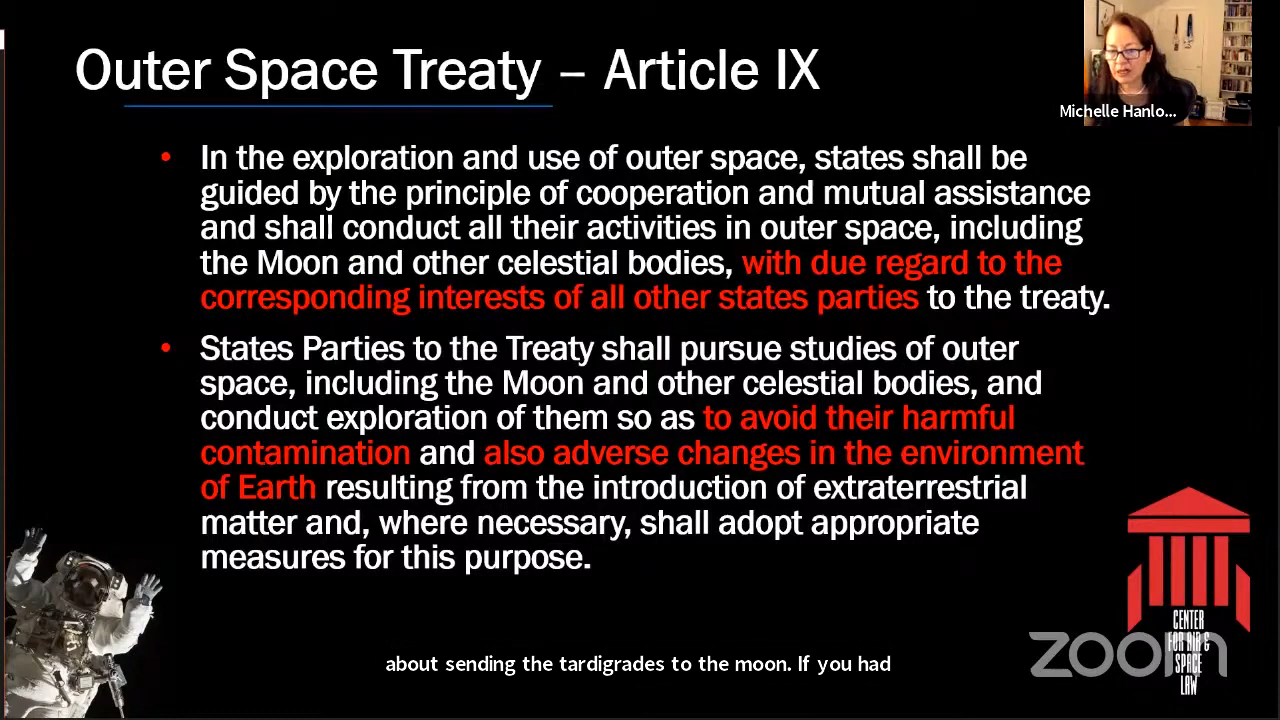 Outer Space Treaty – Article IX
Michelle Hanlo...
• In the exploration and use of outer space, states shall be
guided by the principle of cooperation and mutual assistance
and shall conduct all their activities in outer space, including
the Moon and other celestial bodies, with due regard to the
corresponding interests of all other states parties to the treaty.
• States Parties to the Treaty shall pursue studies of outer
space, including the Moon and other celestial bodies, and
conduct exploration of them so as to avoid their harmful
contamination and also adverse changes in the environment
of Earth resulting from the introduction of extraterrestrial
matter and, where necessary, shall adopt appropriate
measures for this purpose.
CENTER
FOR AIR &
SPACE
LAW
zoom
about sending the tardigrades to the moon. If you had